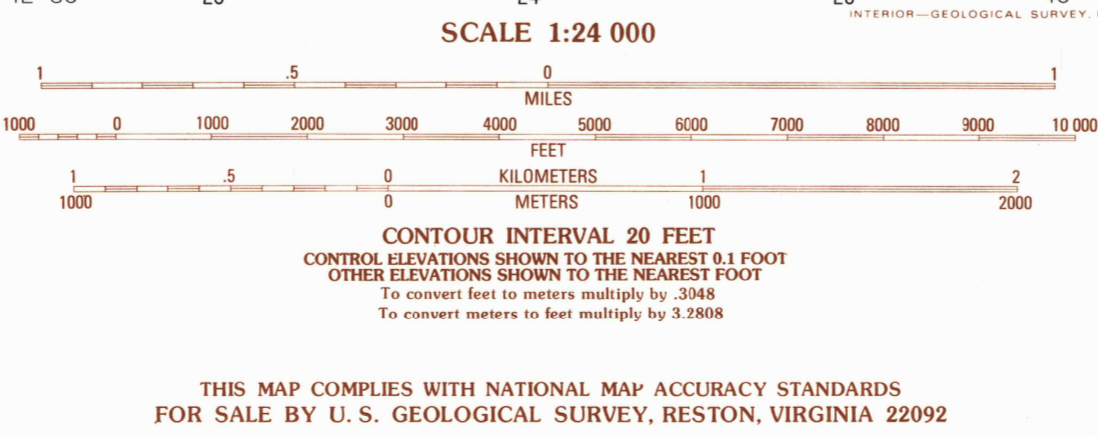 INTERIOR—GEOLOGICAL SURVEY,
SCALE 1:24 000
1 .5 0 1
MILES
1000 0 1000 2000 3000 4000 5000 6000 7000 8000 9000 10 000
FEET
1 .5 0 KILOMETERS 1 2
1000 0 METERS 1000 2000
CONTOUR INTERVAL 20 FEET
CONTROL ELEVATIONS SHOWN TO THE NEAREST 0.1 FOOT
OTHER ELEVATIONS SHOWN TO THE NEAREST FOOT
To convert feet to meters multiply by .3048
To convert meters to feet multiply by 3.2808
THIS MAP COMPLIES WITH NATIONAL MAP ACCURACY STANDARDS
FOR SALE BY U. S. GEOLOGICAL SURVEY, RESTON, VIRGINIA 22092